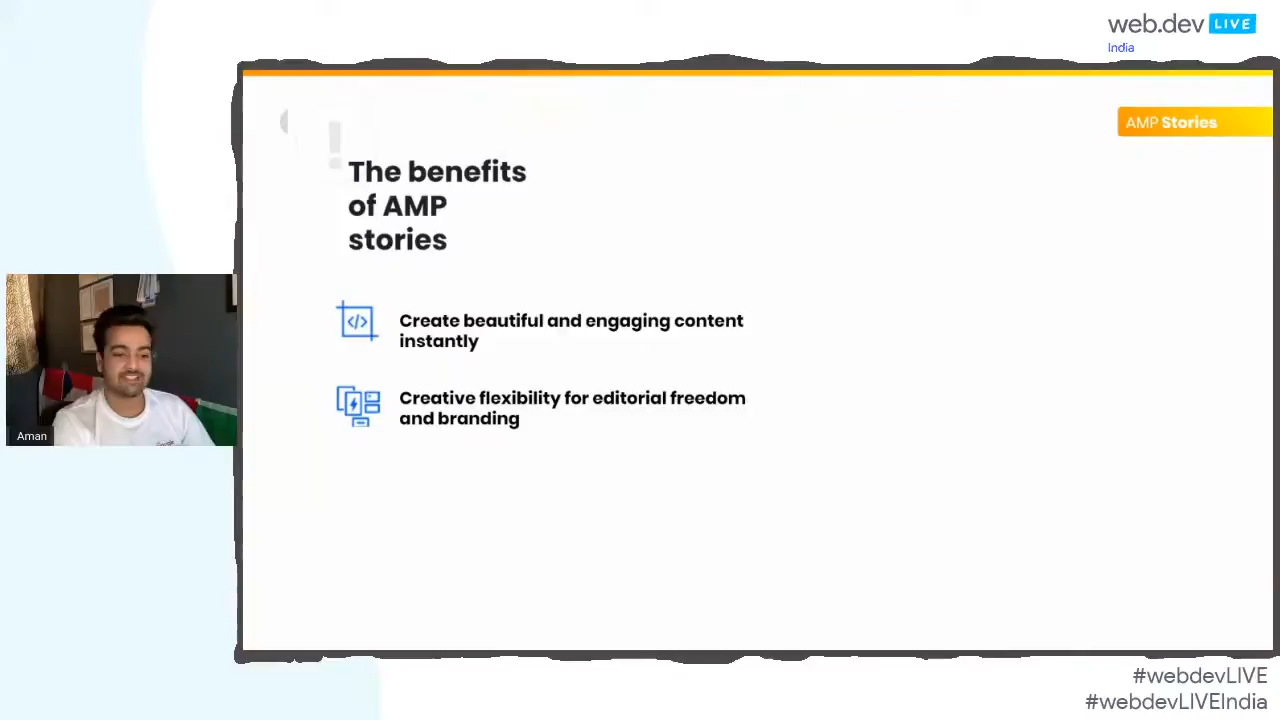 web.dev LIVE
India
AMP Stories
!
The benefits
of AMP
stories
</>
Create beautiful and engaging content
instantly
Creative flexibility for editorial freedom
and branding
Aman
#webdevLIVE
#webdevLIVEIndia